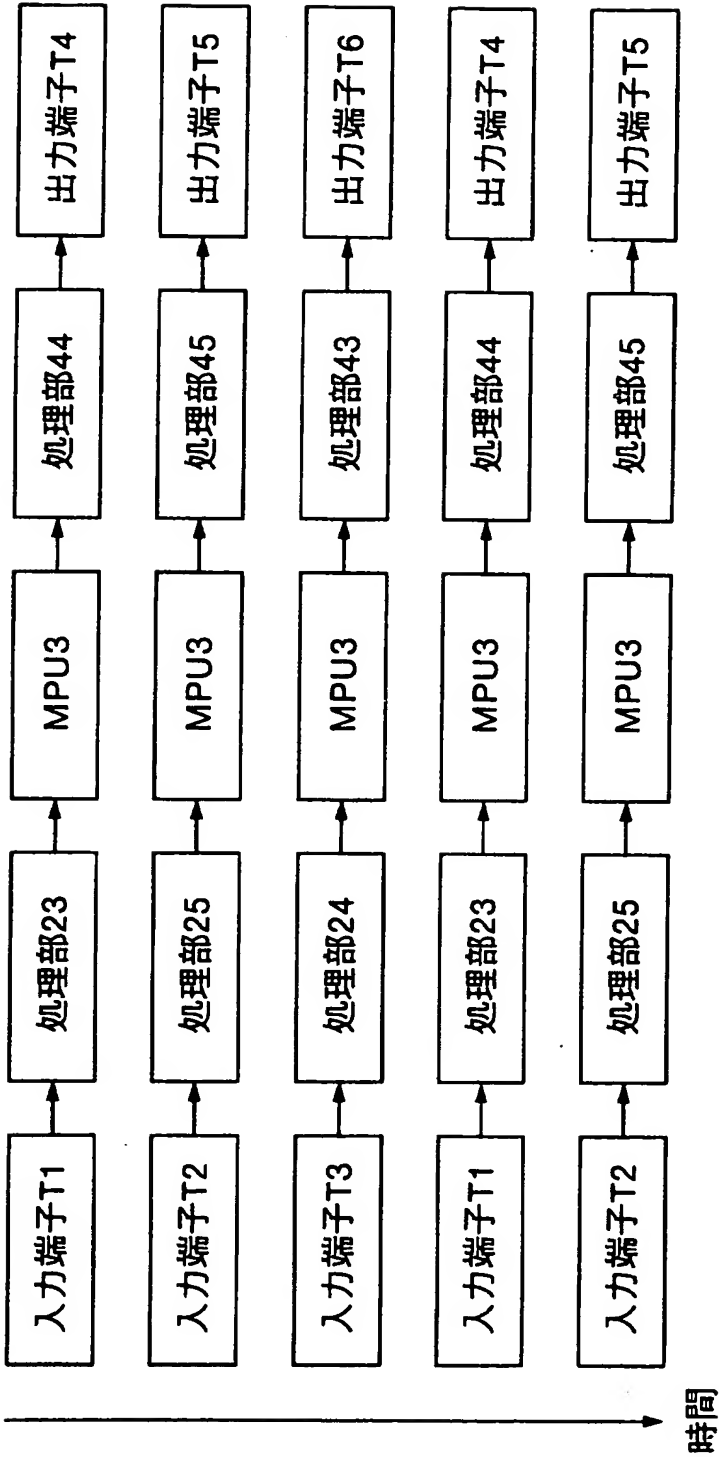 入力端子T1
処理部23
MPU3
処理部44
出力端子T4
入力端子T2
処理部25
MPU3
処理部45
出力端子T5
入力端子T3
処理部24
MPU3
処理部43
出力端子T6
入力端子T1
処理部23
MPU3
処理部44
出力端子T4
入力端子T2
処理部25
MPU3
処理部45
出力端子T5
時間